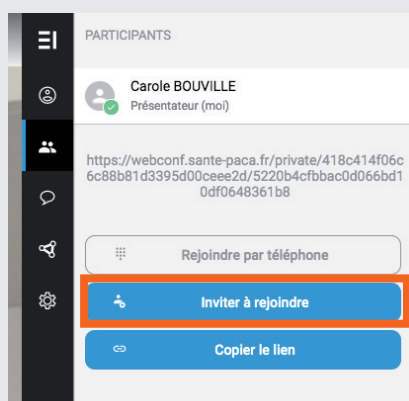 PARTICIPANTS
Carole BOUVILLE
Présentateur (moi)
https://webconf.sante-paca.fr/private/418c414f06c
6c88b81d3395d00ceee2d/5220b4cfbbac0d066bd1
0df0648361b8
Rejoindre par téléphone
Inviter à rejoindre
Copier le lien